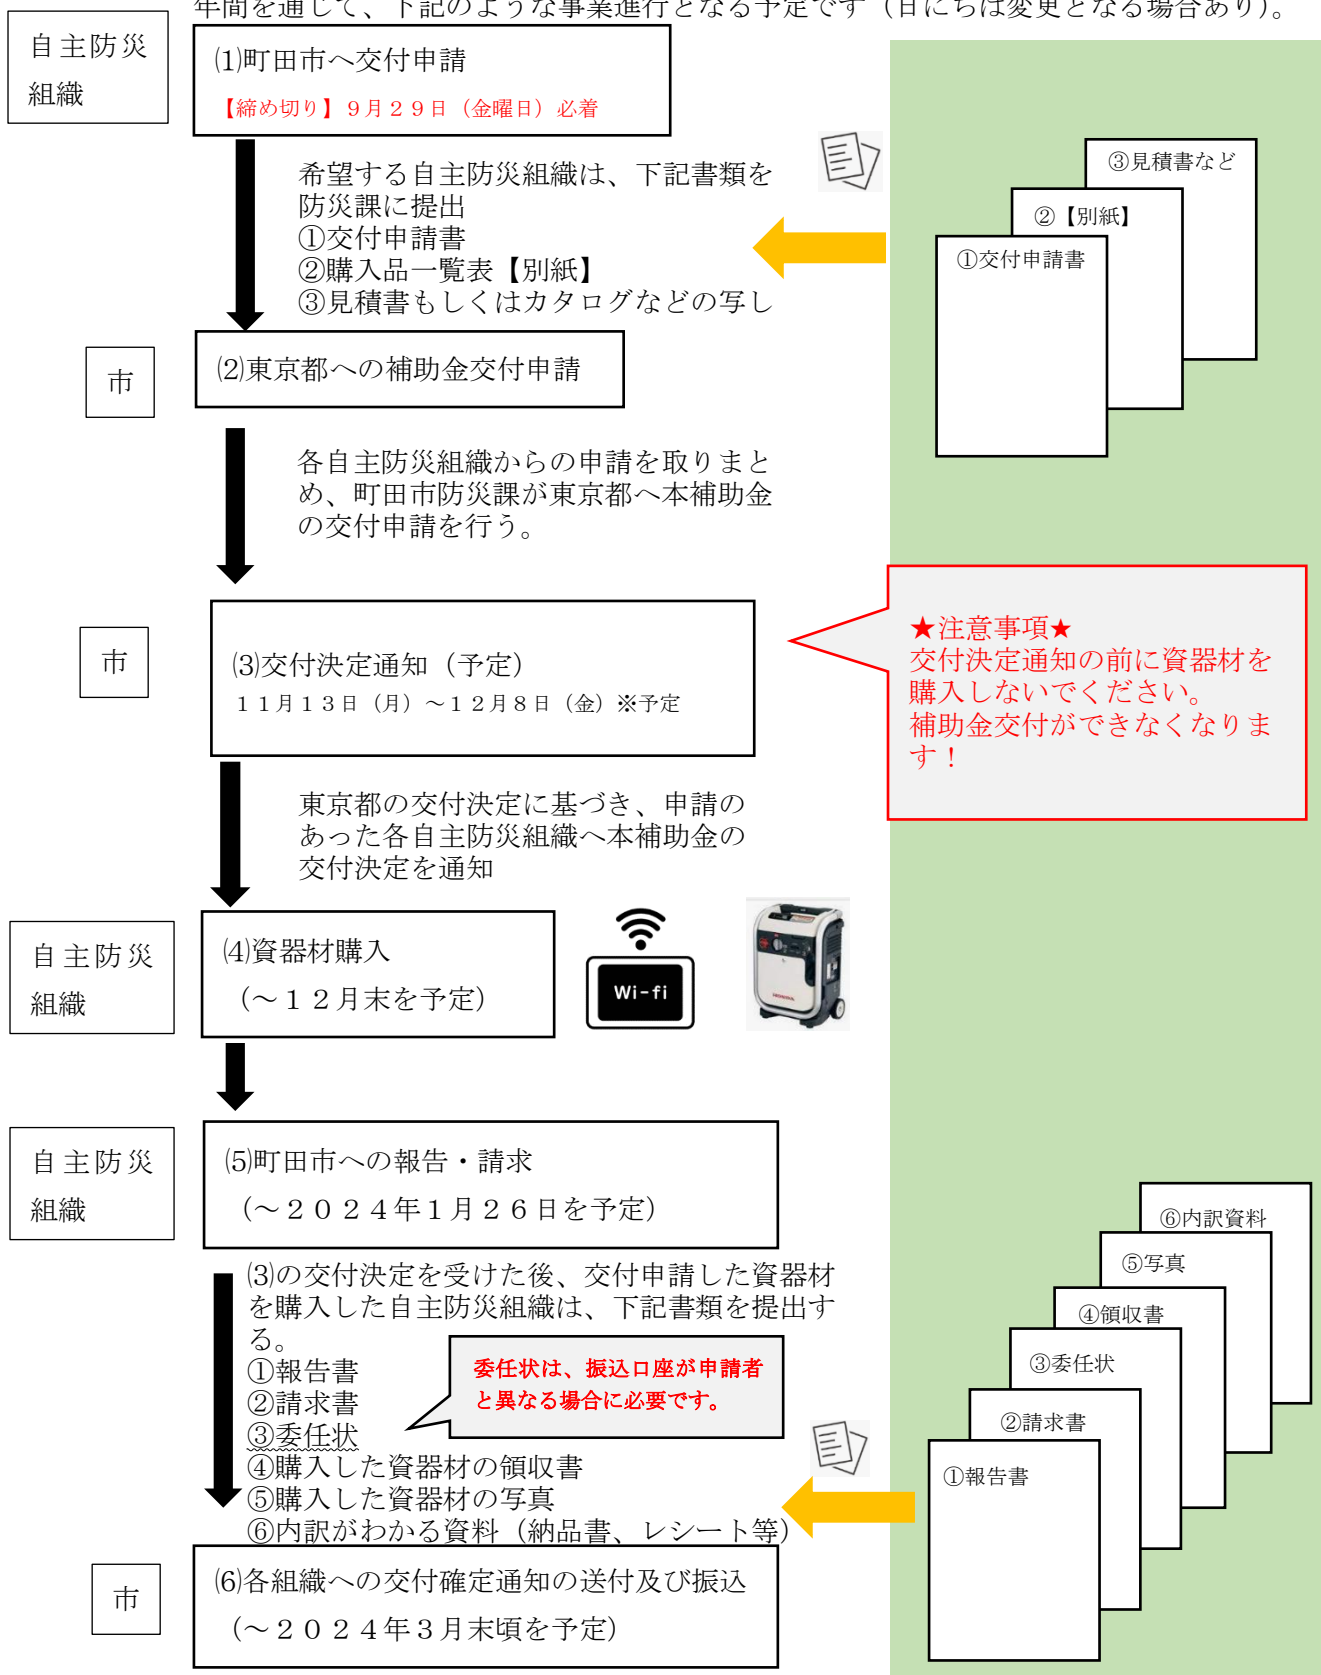 年間を通じて、下記のような事業進行となる予定です（日にちは変更となる場合あり）。
自主防災
組織
⑴町田市へ交付申請
【締め切り】９月２９日（金曜日）必着
希望する自主防災組織は、下記書類を
防災課に提出
①交付申請書
②購入品一覧表【別紙】
③見積書もしくはカタログなどの写し
③見積書など
②【別紙】
①交付申請書
市
⑵東京都への補助金交付申請
各自主防災組織からの申請を取りまと
め、町田市防災課が東京都へ本補助金
の交付申請を行う。
市
⑶交付決定通知（予定）
１１月１３日（月）～１２月８日（金）※予定
★注意事項★
交付決定通知の前に資器材を
購入しないでください。
補助金交付ができなくなりま
す！
東京都の交付決定に基づき、申請の
あった各自主防災組織へ本補助金の
交付決定を通知
自主防災
組織
⑷資器材購入
（～１２月末を予定）
Wi-fi
HONDA
自主防災
組織
⑸町田市への報告・請求
（～２０２４年１月２６日を予定）
⑶の交付決定を受けた後、交付申請した資器材
を購入した自主防災組織は、下記書類を提出す
る。
①報告書
②請求書
③委任状
④購入した資器材の領収書
⑤購入した資器材の写真
⑥内訳がわかる資料（納品書、レシート等）
委任状は、振込口座が申請者
と異なる場合に必要です。
⑥内訳資料
⑤写真
④領収書
③委任状
②請求書
①報告書
市
⑹各組織への交付確定通知の送付及び振込
（～２０２４年３月末頃を予定）